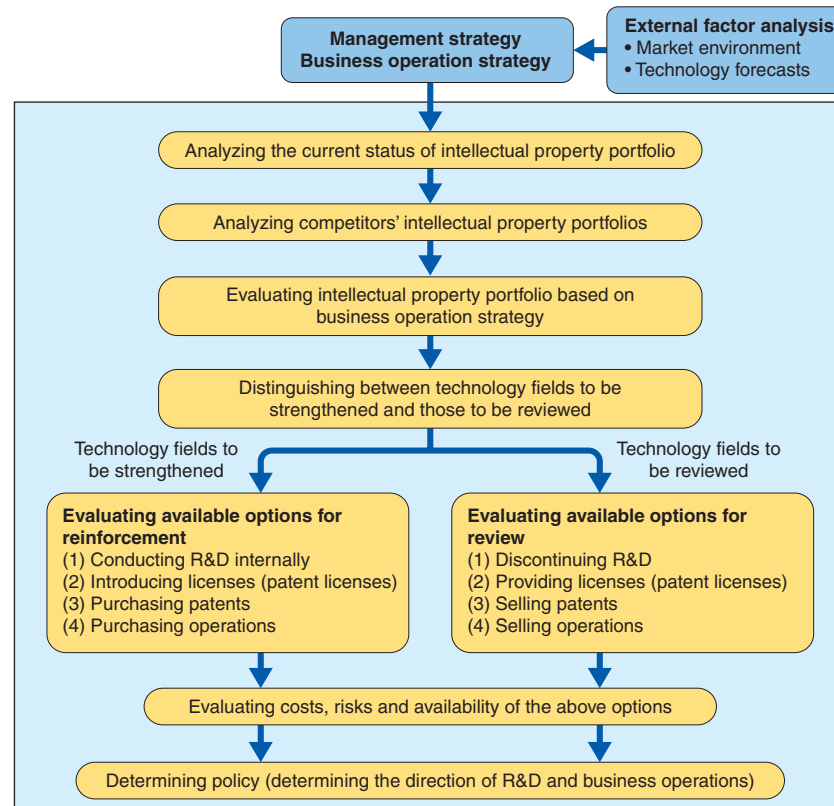 Management strategy
Business operation strategy
External factor analysis
• Market environment
• Technology forecasts
Analyzing the current status of intellectual property portfolio
Analyzing competitors’ intellectual property portfolios
Evaluating intellectual property portfolio based on
business operation strategy
Distinguishing between technology fields to be
strengthened and those to be reviewed
Technology fields to
be strengthened
Technology fields to
be reviewed
Evaluating available options for
reinforcement
(1) Conducting R&D internally
(2) Introducing licenses (patent licenses)
(3) Purchasing patents
(4) Purchasing operations
Evaluating available options for
review
(1) Discontinuing R&D
(2) Providing licenses (patent licenses)
(3) Selling patents
(4) Selling operations
Evaluating costs, risks and availability of the above options
Determining policy (determining the direction of R&D and business operations)